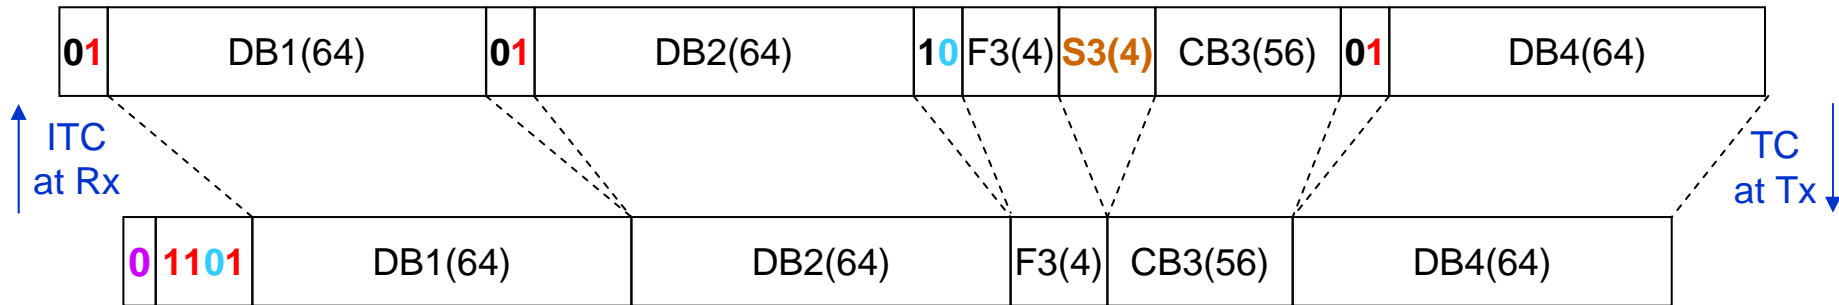 01 DB1(64) 01 DB2(64) 10 F3(4) S3(4) CB3(56) 01 DB4(64)
ITC
at Rx
TC
at Tx
0 1101 DB1(64) DB2(64) F3(4) CB3(56) DB4(64)